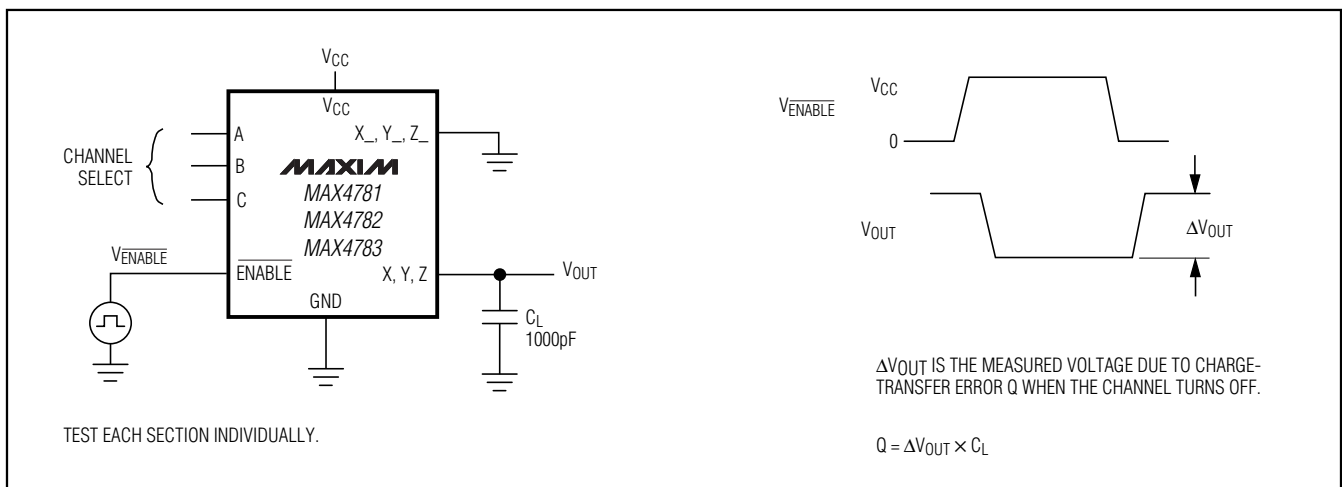 VCC
VCC
A
X_, Y_, Z_
CHANNEL
SELECT
B
MAXIM
C
MAX4781
MAX4782
MAX4783
VENABLE
ENABLE
X, Y, Z
VOUT
GND
CL
1000pF
TEST EACH SECTION INDIVIDUALLY.
VENABLE
VCC
0
VOUT
ΔVOUT
ΔVOUT IS THE MEASURED VOLTAGE DUE TO CHARGE-
TRANSFER ERROR Q WHEN THE CHANNEL TURNS OFF.
Q = ΔVOUT × CL